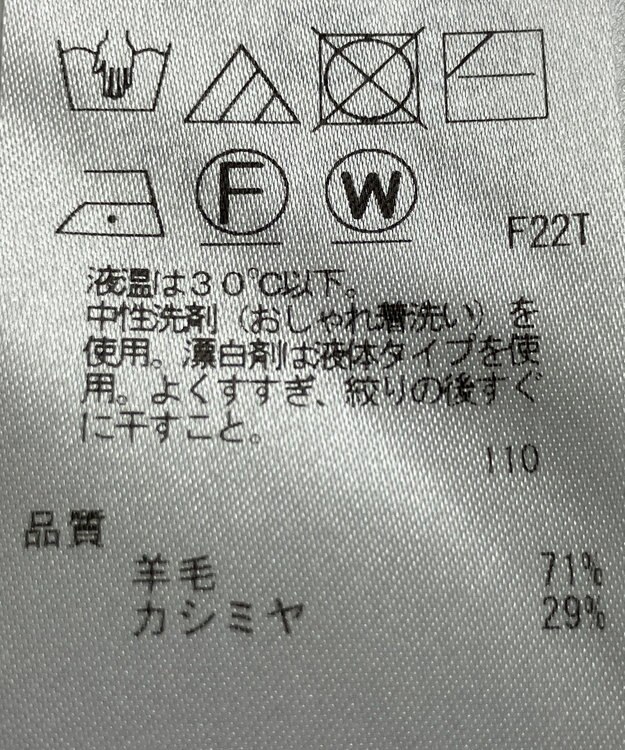 F
W
F22T
液温は30℃以下。
中性洗剤（おしゃれ着洗い）を
使用。漂白剤は液体タイプを使
用。よくすすぎ、絞りの後すぐ
に干すこと。
110
品質
羊毛 71%
カシミヤ 29%